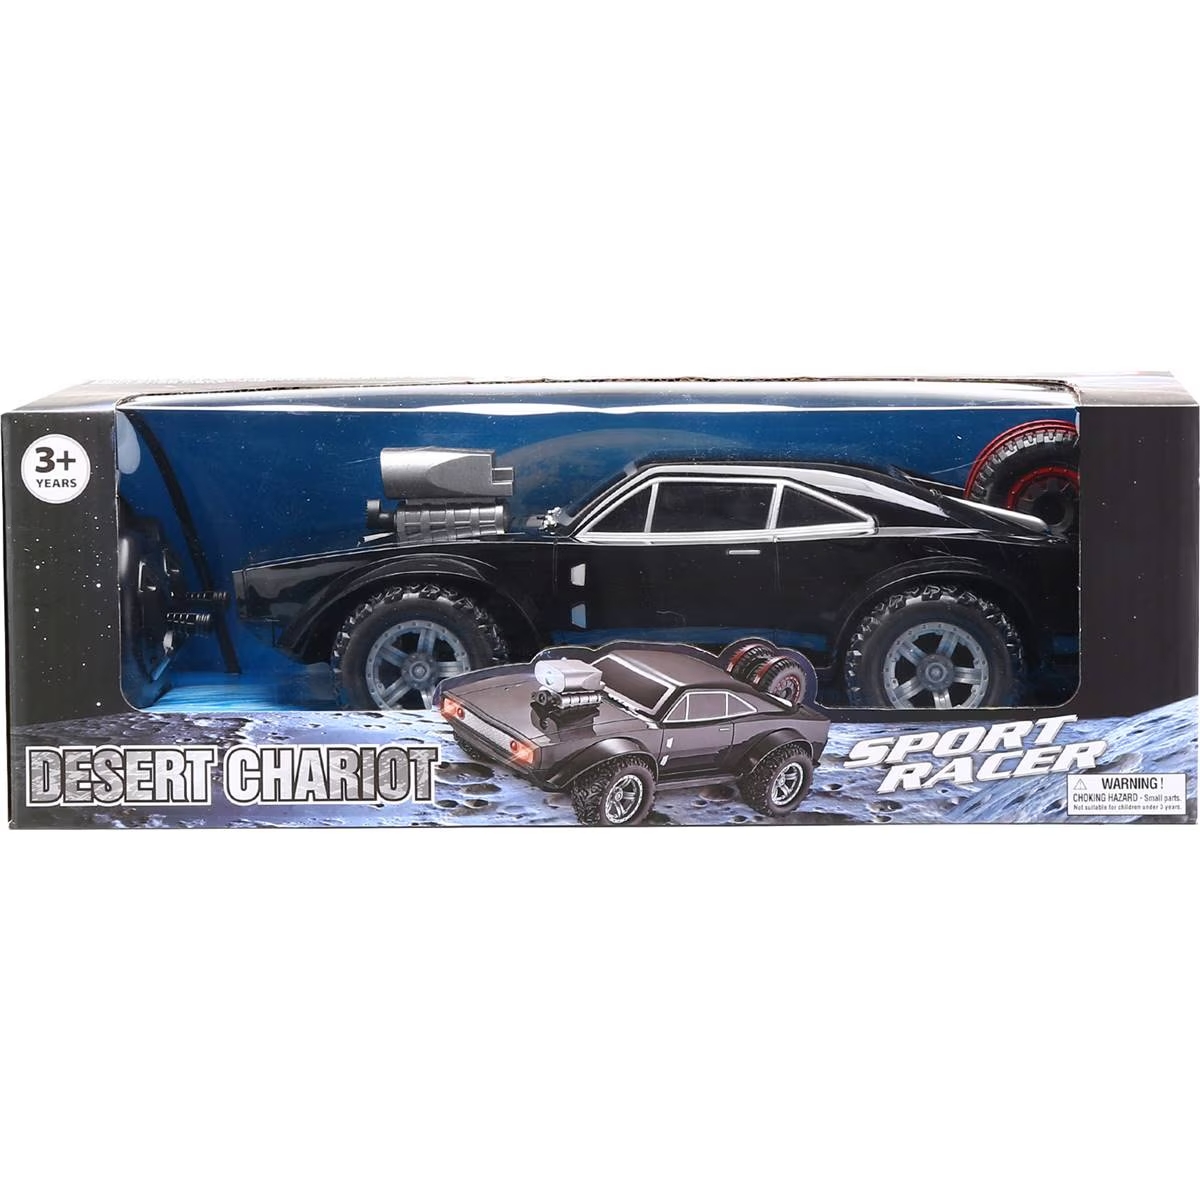 3+
YEARS
DESERT CHARIOT
SPORT
RACER
WARNING!
CHOKING HAZARD - Small parts.
Not suitable for children under 3 years.